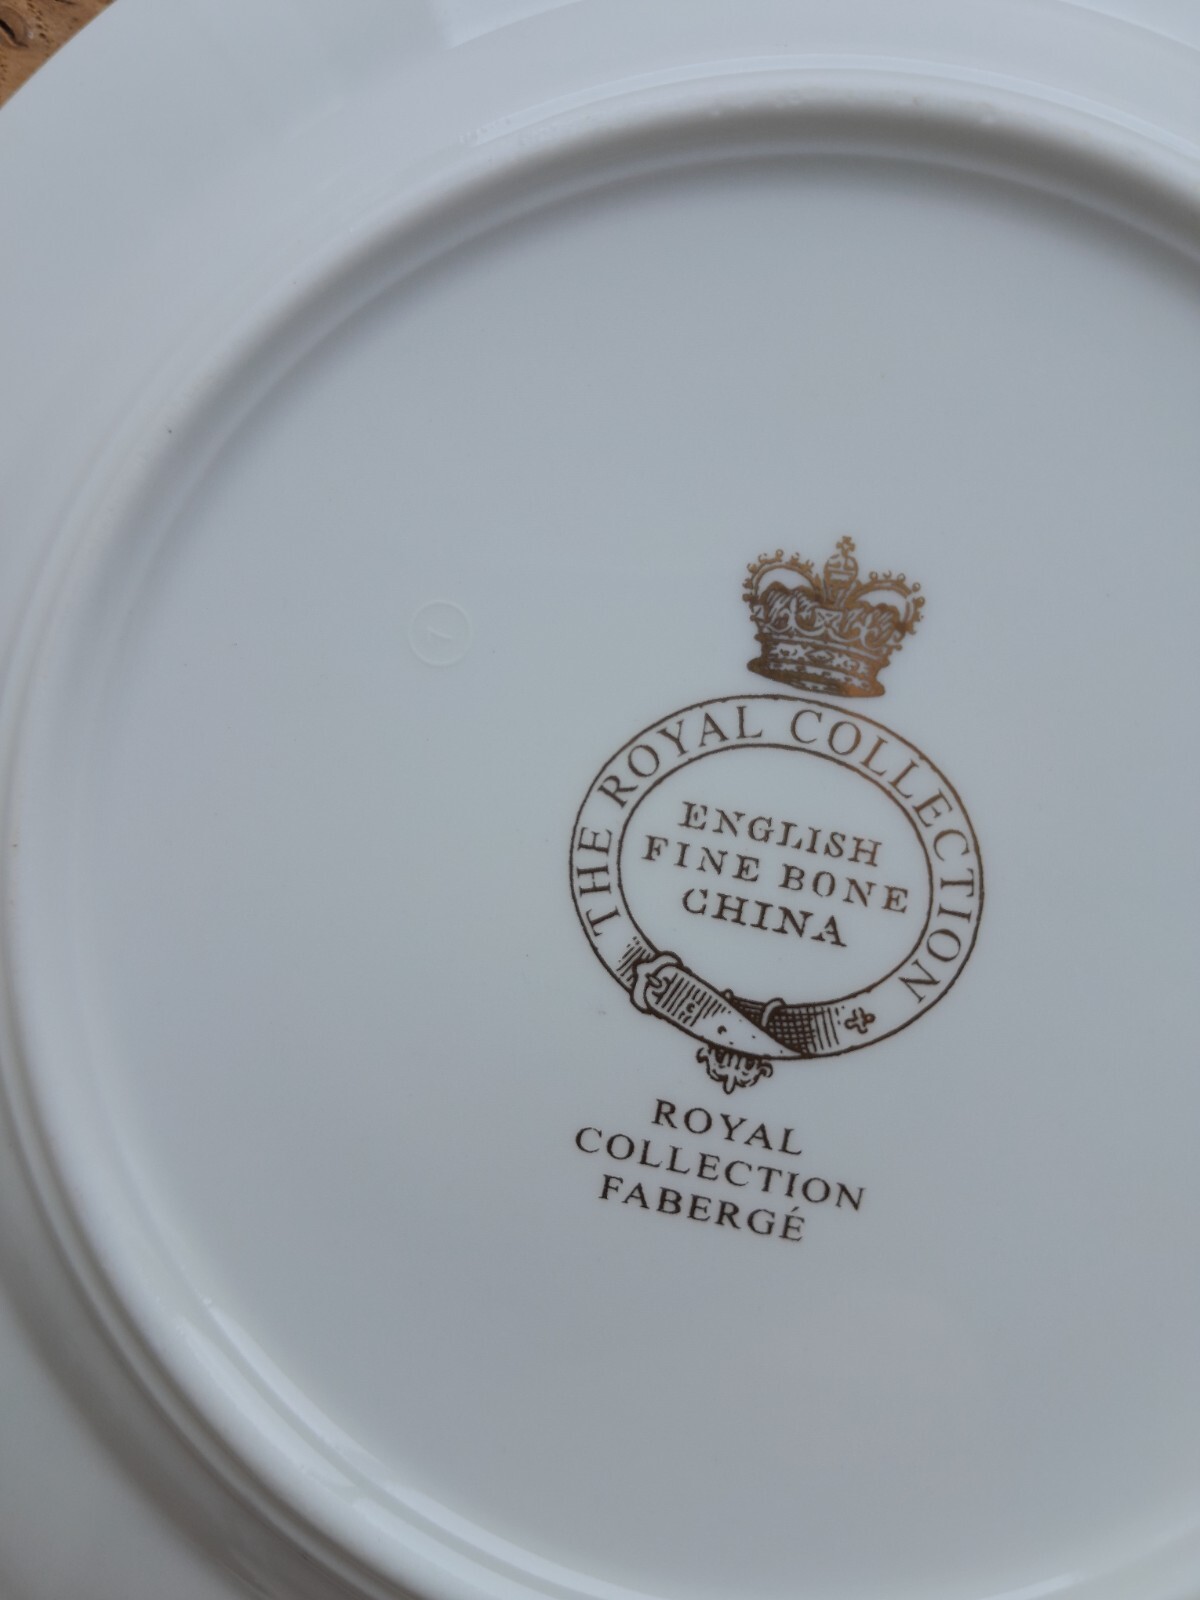 THE ROYAL COLLECTION
ENGLISH
FINE BONE
CHINA
ROYAL
COLLECTION
FABERGÉ